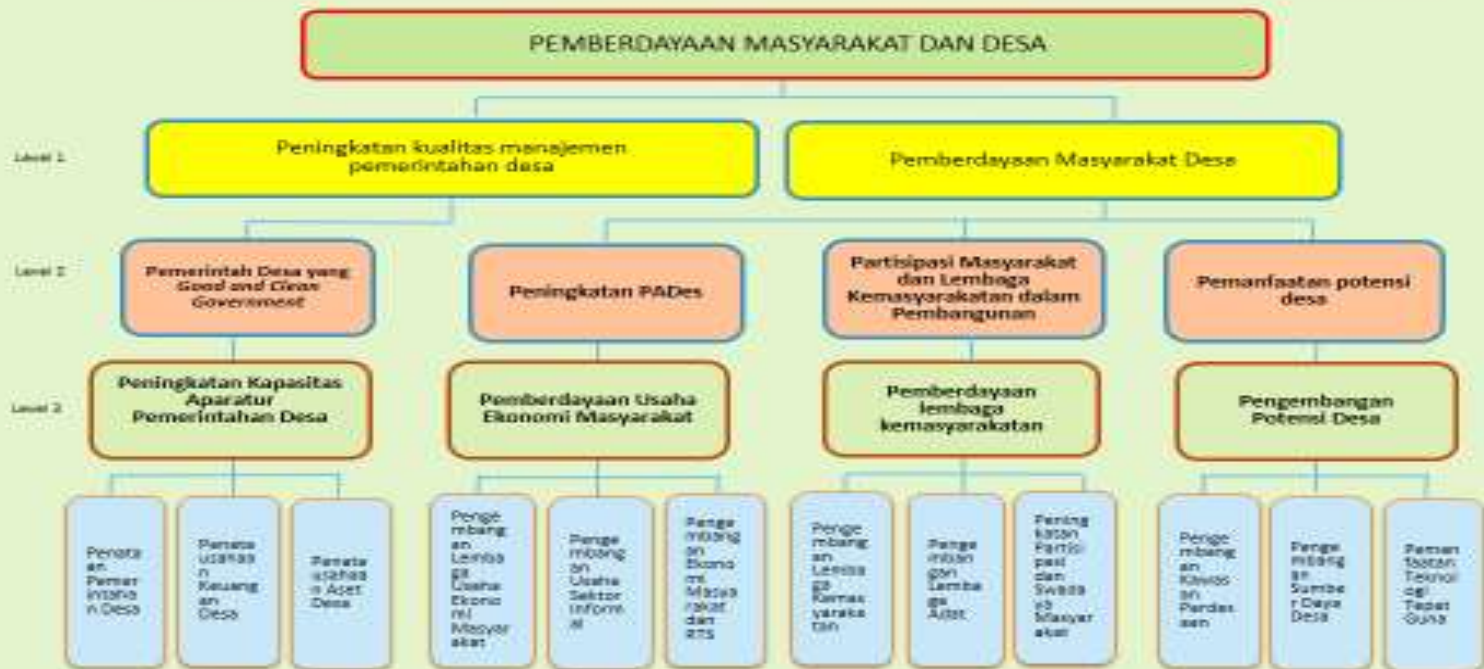 PEMBERDAYAAN MASYARAKAT DAN DESA
Level 1
Peningkatan kualitas manajemen
pemerintahan desa
Pemberdayaan Masyarakat Desa
Level 2
Pemerintah Desa yang
Good and Clean
Government
Peningkatan PADes
Partisipasi Masyarakat
dan Lembaga
Kemasyarakatan dalam
Pembangunan
Pemanfaatan potensi
desa
Level 3
Peningkatan Kapasitas
Aparatur
Pemerintahan Desa
Pemberdayaan Usaha
Ekonomi Masyarakat
Pemberdayaan
lembaga
kemasyarakatan
Pengembangan
Potensi Desa
Penata
an
Pemer
intaha
n Desa
Penata
usahaa
n
Keuang
an
Desa
Penata
usahaa
n Aset
Desa
Penge
mbang
an
Lemba
ga
Usaha
Ekono
mi
Masyar
akat
Penge
mbang
an
Usaha
Sektor
Inform
al
Penge
mbang
an
Ekono
mi
Masya
rakat
dan
RTS
Penge
mbang
an
Lemba
ga
Kemas
yaraka
tan
Penge
mban
gan
Lemba
ga
Adat
Pening
katan
Partisi
pasi
dan
Swada
ya
Masyar
akat
Penge
mbang
an
Kawas
an
Perdes
aan
Penge
mbang
an
Sumbe
r Daya
Desa
Peman
faatan
Teknol
ogi
Tepat
Guna